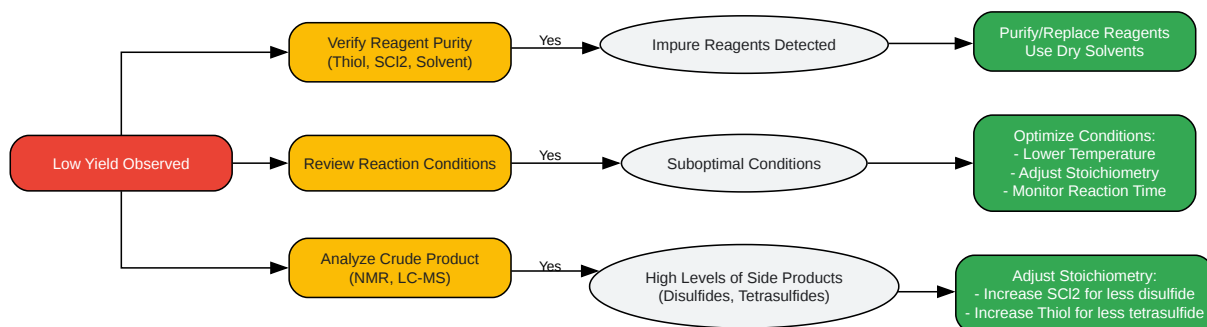 Verify Reagent Purity
(Thiol, SCl2, Solvent)
Yes
Impure Reagents Detected
Purify/Replace Reagents
Use Dry Solvents
Low Yield Observed
Review Reaction Conditions
Yes
Suboptimal Conditions
Optimize Conditions:
- Lower Temperature
- Adjust Stoichiometry
- Monitor Reaction Time
Analyze Crude Product
(NMR, LC-MS)
Yes
High Levels of Side Products
(Disulfides, Tetrasulfides)
Adjust Stoichiometry:
- Increase SCl2 for less disulfide
- Increase Thiol for less tetrasulfide